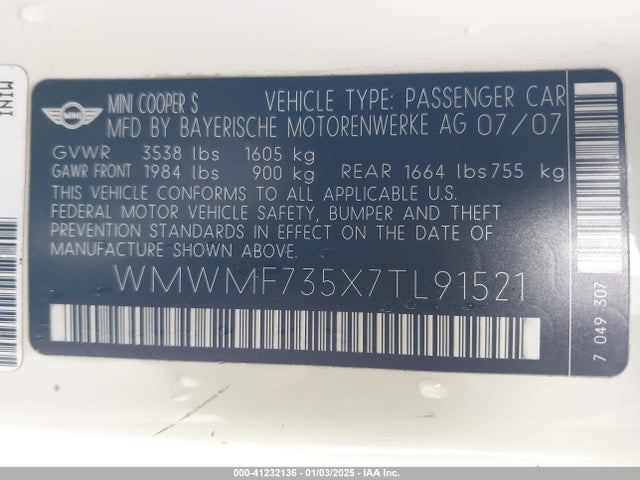 MINI
MINI COOPER S VEHICLE TYPE: PASSENGER CAR
MFD BY BAYERISCHE MOTORENWERKE AG 07/07
GVWR 3538 lbs 1605 kg
GAWR FRONT 1984 lbs 900 kg REAR 1664 lbs 755 kg
THIS VEHICLE CONFORMS TO ALL APPLICABLE U.S.
FEDERAL MOTOR VEHICLE SAFETY, BUMPER AND THEFT
PREVENTION STANDARDS IN EFFECT ON THE DATE OF
MANUFACTURE SHOWN ABOVE.
WMWMF735X7TL91521
7 049 307
MINI
000-41232136 - 01/03/2025 - IAA Inc.